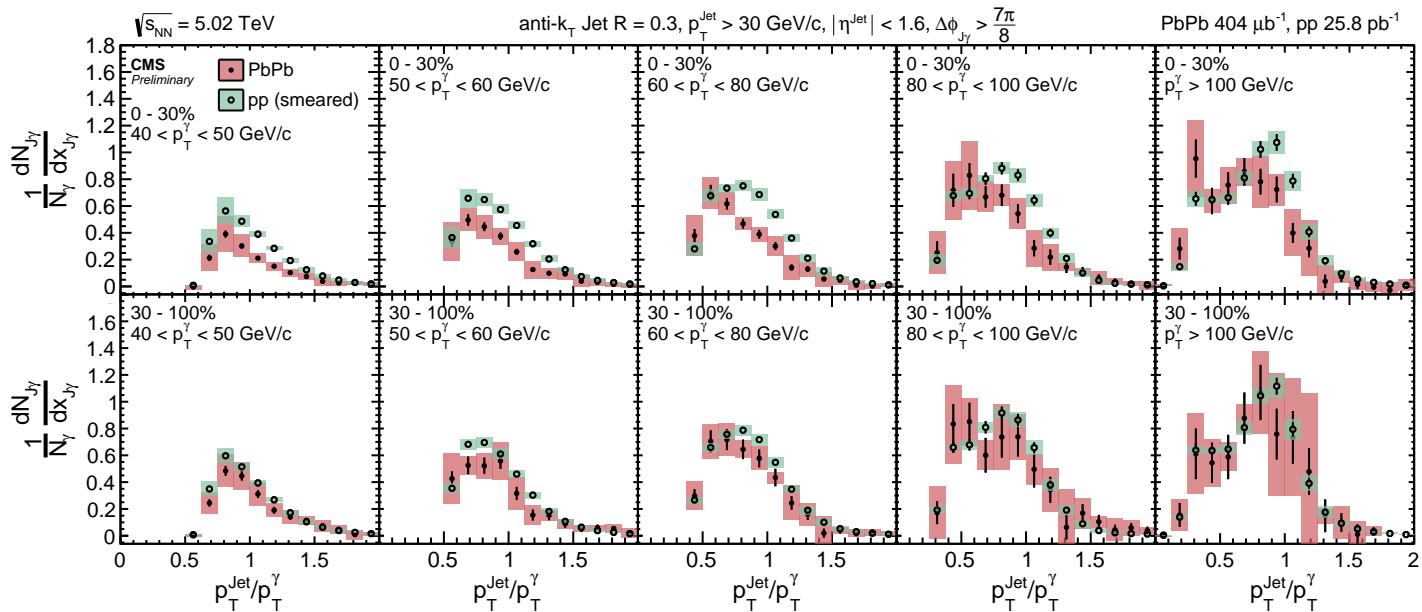 √s_NN = 5.02 TeV
anti-k_T Jet R = 0.3, p_T^Jet > 30 GeV/c, |η^Jet| < 1.6, Δϕ_Jγ > 7π/8
PbPb 404 μb^-1, pp 25.8 pb^-1
CMS
Preliminary
PbPb
pp (smeared)
0 - 30%
40 < p_T^γ < 50 GeV/c
0 - 30%
50 < p_T^γ < 60 GeV/c
0 - 30%
60 < p_T^γ < 80 GeV/c
0 - 30%
80 < p_T^γ < 100 GeV/c
0 - 30%
p_T^γ > 100 GeV/c
1.8
1.6
1.4
1.2
1
0.8
0.6
0.4
0.2
0
1/N_γ dN_Jγ/dx_Jγ
30 - 100%
40 < p_T^γ < 50 GeV/c
30 - 100%
50 < p_T^γ < 60 GeV/c
30 - 100%
60 < p_T^γ < 80 GeV/c
30 - 100%
80 < p_T^γ < 100 GeV/c
30 - 100%
p_T^γ > 100 GeV/c
1.6
1.4
1.2
1
0.8
0.6
0.4
0.2
0
1/N_γ dN_Jγ/dx_Jγ
0 0.5 1 1.5
0.5 1 1.5
0.5 1 1.5
0.5 1 1.5
0.5 1 1.5 2
p_T^Jet/p_T^γ
p_T^Jet/p_T^γ
p_T^Jet/p_T^γ
p_T^Jet/p_T^γ
p_T^Jet/p_T^γ